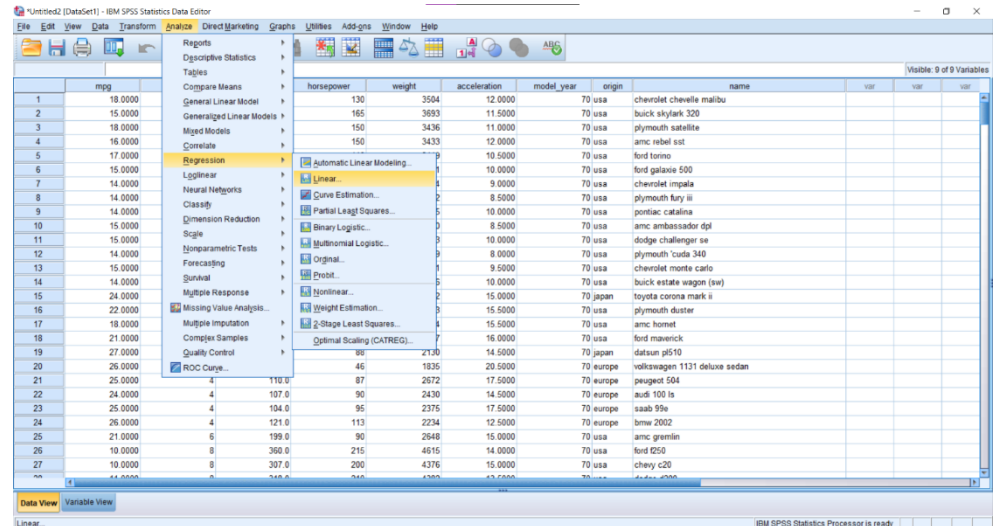 *Untitled2 [DataSet1] - IBM SPSS Statistics Data Editor
File Edit View Data Transform Analyze Direct Marketing Graphs Utilities Add-ons Window Help
Visible: 9 of 9 Variables
Reports
Descriptive Statistics
Tables
Compare Means
General Linear Model
Generalized Linear Models
Mixed Models
Correlate
Regression
Loglinear
Neural Networks
Classify
Dimension Reduction
Scale
Nonparametric Tests
Forecasting
Survival
Multiple Response
Missing Value Analysis...
Multiple Imputation
Complex Samples
Quality Control
ROC Curve...
Automatic Linear Modeling...
Linear...
Curve Estimation...
Partial Least Squares...
Binary Logistic...
Multinomial Logistic...
Ordinal...
Probit...
Nonlinear...
Weight Estimation...
2-Stage Least Squares...
Optimal Scaling (CATREG)...
mpg horsepower weight acceleration model_year origin name var var var
1 18.0000 130 3504 12.0000 70 usa chevrolet chevelle malibu
2 15.0000 165 3693 11.5000 70 usa buick skylark 320
3 18.0000 150 3436 11.0000 70 usa plymouth satellite
4 16.0000 150 3433 12.0000 70 usa amc rebel sst
5 17.0000 10.5000 70 usa ford torino
6 15.0000 10.0000 70 usa ford galaxie 500
7 14.0000 9.0000 70 usa chevrolet impala
8 14.0000 8.5000 70 usa plymouth fury iii
9 14.0000 10.0000 70 usa pontiac catalina
10 15.0000 8.5000 70 usa amc ambassador dpl
11 15.0000 10.0000 70 usa dodge challenger se
12 14.0000 8.0000 70 usa plymouth 'cuda 340
13 15.0000 9.5000 70 usa chevrolet monte carlo
14 14.0000 10.0000 70 usa buick estate wagon (sw)
15 24.0000 15.0000 70 japan toyota corona mark ii
16 22.0000 15.5000 70 usa plymouth duster
17 18.0000 15.5000 70 usa amc hornet
18 21.0000 16.0000 70 usa ford maverick
19 27.0000 88 2130 14.5000 70 japan datsun pl510
20 26.0000 46 1835 20.5000 70 europe volkswagen 1131 deluxe sedan
21 25.0000 4 110.0 87 2672 17.5000 70 europe peugeot 504
22 24.0000 4 107.0 90 2430 14.5000 70 europe audi 100 ls
23 25.0000 4 104.0 95 2375 17.5000 70 europe saab 99e
24 26.0000 4 121.0 113 2234 12.5000 70 europe bmw 2002
25 21.0000 6 199.0 90 2648 15.0000 70 usa amc gremlin
26 10.0000 8 360.0 215 4615 14.0000 70 usa ford f250
27 10.0000 8 307.0 200 4376 15.0000 70 usa chevy c20
Data View Variable View
Linear...
IBM SPSS Statistics Processor is ready